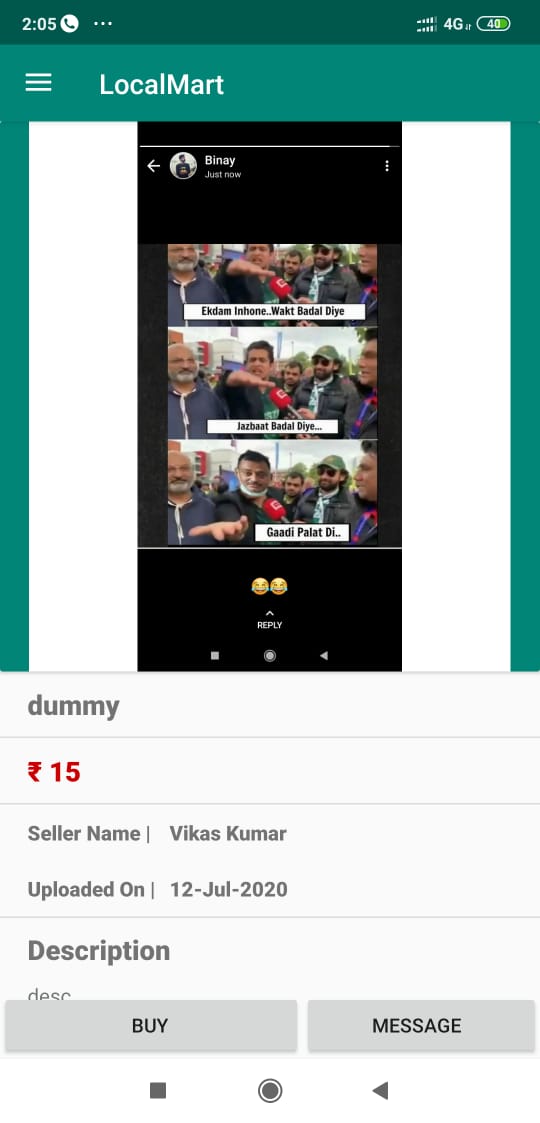 2:05 ... 4G 40
LocalMart
Binay
Just now
Ekdam Inhone..Wakt Badal Diye
Jazbaat Badal Diye...
Gaadi Palat Di..
😂😂
REPLY
dummy
₹ 15
Seller Name | Vikas Kumar
Uploaded On | 12-Jul-2020
Description
desc
BUY MESSAGE